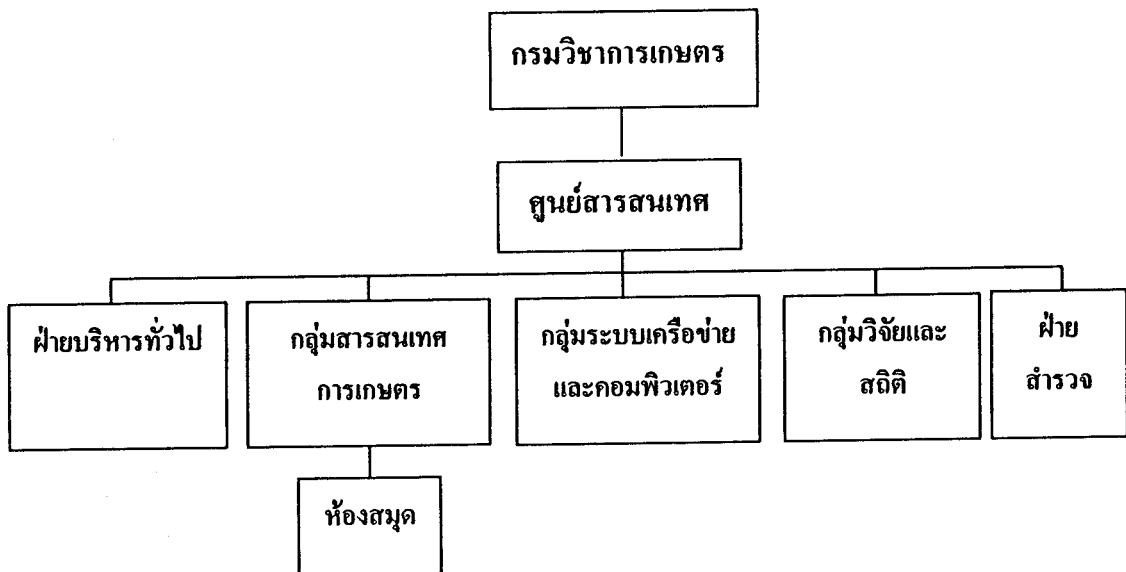 กรมวิชาการเกษตร
ศูนย์สารสนเทศ
ฝ่ายบริหารทั่วไป
กลุ่มสารสนเทศ
การเกษตร
กลุ่มระบบเครือข่าย
และคอมพิวเตอร์
กลุ่มวิจัยและ
สถิติ
ฝ่าย
สำรวจ
ห้องสมุด